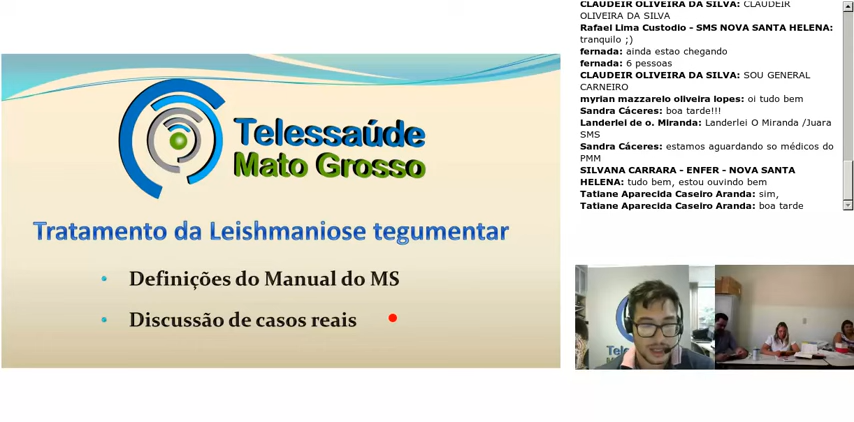 Telessaúde
Mato Grosso
Tratamento da Leishmaniose tegumentar
Definições do Manual do MS
Discussão de casos reais
CLAUDEIR OLIVEIRA DA SILVA: CLAUDEIR
OLIVEIRA DA SILVA
Rafael Lima Custodio - SMS NOVA SANTA HELENA:
tranquilo ;)
fernada: ainda estao chegando
fernada: 6 pessoas
CLAUDEIR OLIVEIRA DA SILVA: SOU GENERAL
CARNEIRO
myrian mazzarelo oliveira lopes: oi tudo bem
Sandra Cáceres: boa tarde!!!
Landerlei de o. Miranda: Landerlei O Miranda /Juara
SMS
Sandra Cáceres: estamos aguardando so médicos do
PMM
SILVANA CARRARA - ENFER - NOVA SANTA
HELENA: tudo bem, estou ouvindo bem
Tatiane Aparecida Caseiro Aranda: sim,
Tatiane Aparecida Caseiro Aranda: boa tarde